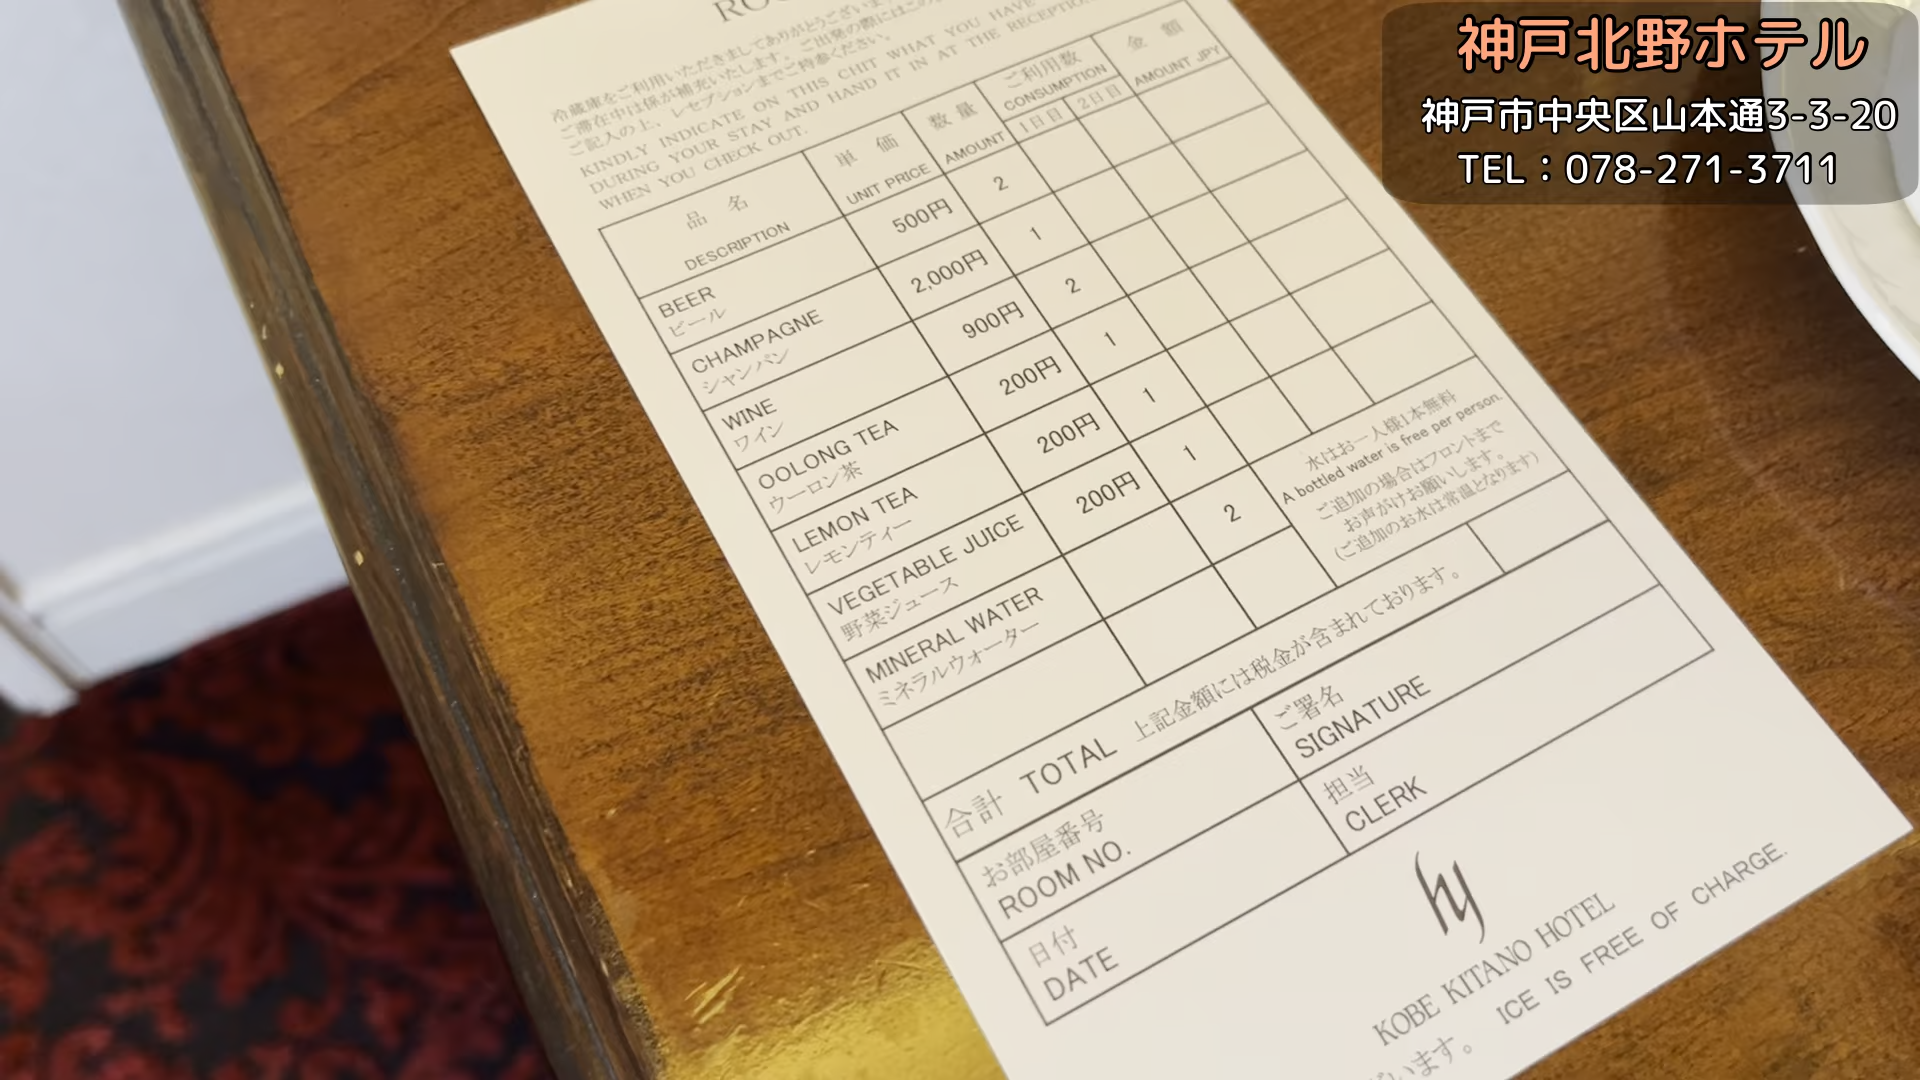 神戸北野ホテル
神戸市中央区山本通3-3-20
TEL：078-271-3711
冷蔵庫をご利用いただきましてありがとうございます
ご滞在中は係が補充いたします。ご出発の際にはこの
ご記入の上、レセプションまでご持参ください。
KINDLY INDICATE ON THIS CHIT WHAT YOU HAVE
DURING YOUR STAY AND HAND IT IN AT THE RECEPTION
WHEN YOU CHECK OUT.
品名 単価 数量 ご利用数 金額
DESCRIPTION UNIT PRICE AMOUNT CONSUMPTION AMOUNT JPY
1日目 2日目
BEER 500円 2
ビール
CHAMPAGNE 2,000円 1
シャンパン
WINE 900円 2
ワイン
OOLONG TEA 200円 1
ウーロン茶
LEMON TEA 200円 1
レモンティー
VEGETABLE JUICE 200円 1
野菜ジュース
MINERAL WATER 2
ミネラルウォーター
水はお一人様1本無料
A bottled water is free per person.
ご追加の場合はフロントまで
お声がけお願いします。
(ご追加のお水は常温となります)
合計 TOTAL 上記金額には税金が含まれております。
お部屋番号
ROOM NO.
ご署名
SIGNATURE
日付
DATE
担当
CLERK
hy
KOBE KITANO HOTEL
ICE IS FREE OF CHARGE.
います。